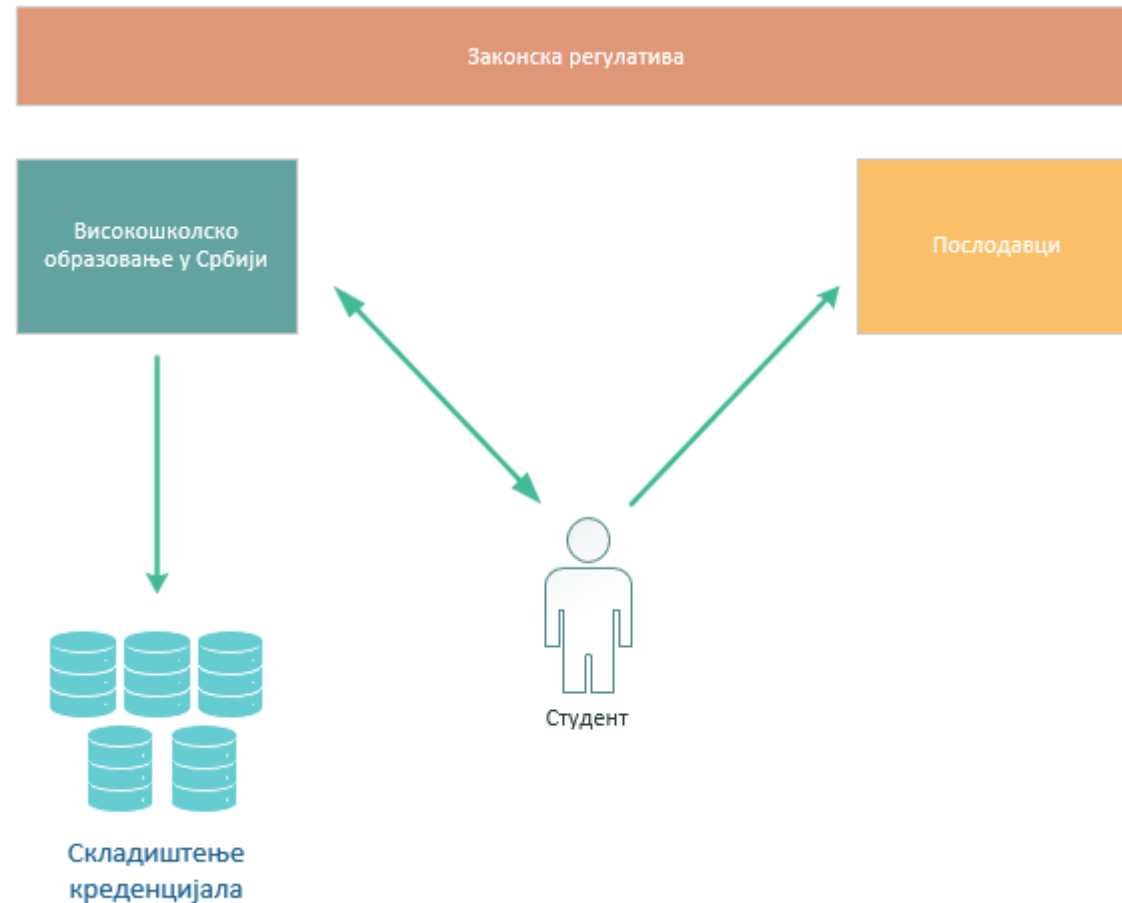 Законска регулатива
Високошколско
образовање у Србији
Послодавци
Студент
Складиштење
креденцијала